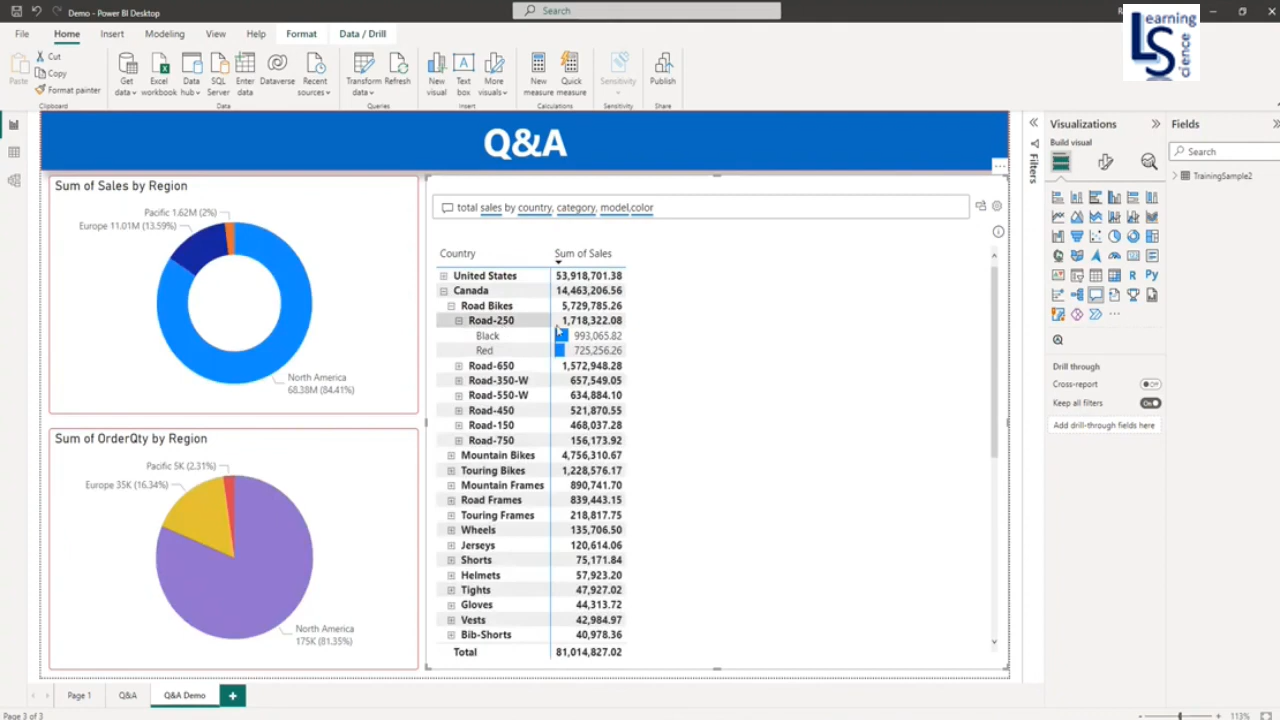 Demo - Power BI Desktop
Search
Learning
Science
File Home Insert Modeling View Help Format Data / Drill
Paste
Cut
Copy
Format painter
Clipboard
Get data
Excel workbook
Data hub
SQL Server
Enter data
Dataverse
Recent sources
Data
Transform data
Refresh
Queries
New visual
Text box
More visuals
Insert
New measure
Quick measure
Calculations
Sensitivity
Sensitivity
Publish
Share
Q&A
Sum of Sales by Region
Pacific 1.62M (2%)
Europe 11.01M (13.59%)
North America
68.38M (84.41%)
Sum of OrderQty by Region
Pacific 5K (2.31%)
Europe 35K (16.34%)
North America
175K (81.35%)
total sales by country, category, model,color
Country Sum of Sales
United States 53,918,701.38
Canada 14,463,206.56
Road Bikes 5,729,785.26
Road-250 1,718,322.08
Black 993,065.82
Red 725,256.26
Road-650 1,572,948.28
Road-350-W 657,549.05
Road-550-W 634,884.10
Road-450 521,870.55
Road-150 468,037.28
Road-750 156,173.92
Mountain Bikes 4,756,310.67
Touring Bikes 1,228,576.17
Mountain Frames 890,741.70
Road Frames 839,443.15
Touring Frames 218,817.75
Wheels 135,706.50
Jerseys 120,614.06
Shorts 75,171.84
Helmets 57,923.20
Tights 47,927.02
Gloves 44,313.72
Vests 42,984.97
Bib-Shorts 40,978.36
Total 81,014,827.02
Filters
Visualizations
Build visual
R Py
Drill through
Cross-report
Off
Keep all filters
On
Add drill-through fields here
Fields
Search
TrainingSample2
Page 1 Q&A Q&A Demo
Page 3 of 3
113%